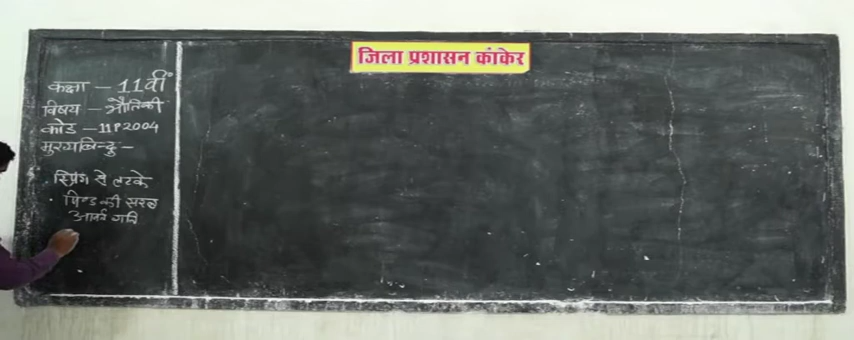 जिला प्रशासन कांकेर
कक्षा - 11वीं
विषय - भौतिकी
कोड - 11P2004
मुख्यबिन्दु -
. स्प्रिंग से लटके
. पिण्ड की सरल
आवर्त गति